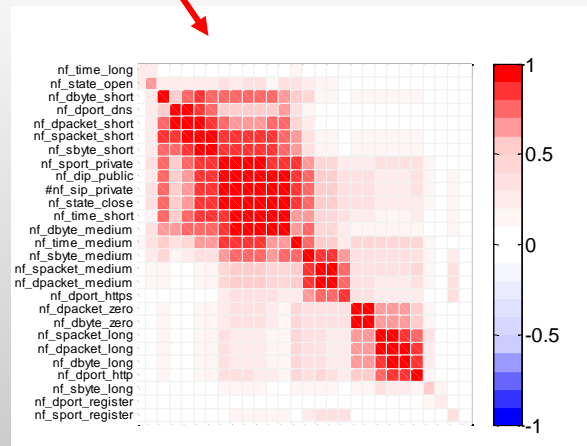 nf_time_long
nf_state_open
nf_dbyte_short
nf_dport_dns
nf_dpacket_short
nf_spacket_short
nf_sbyte_short
nf_sport_private
nf_dip_public
#nf_sip_private
nf_state_close
nf_time_short
nf_dbyte_medium
nf_time_medium
nf_sbyte_medium
nf_spacket_medium
nf_dpacket_medium
nf_dport_https
nf_dpacket_zero
nf_dbyte_zero
nf_spacket_long
nf_dpacket_long
nf_dbyte_long
nf_dport_http
nf_sbyte_long
nf_dport_register
nf_sport_register
1
0.5
0
-0.5
-1